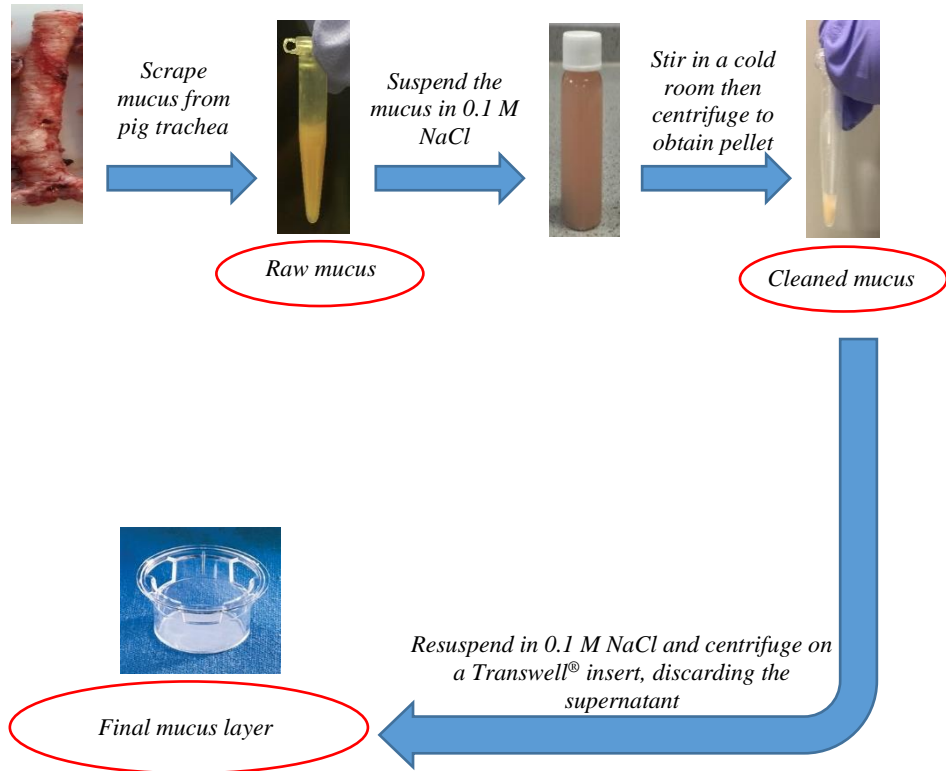 Scrape
mucus from
pig trachea
Suspend the
mucus in 0.1 M
NaCl
Stir in a cold
room then
centrifuge to
obtain pellet
Raw mucus
Cleaned mucus
Resuspend in 0.1 M NaCl and centrifuge on
a Transwell® insert, discarding the
supernatant
Final mucus layer